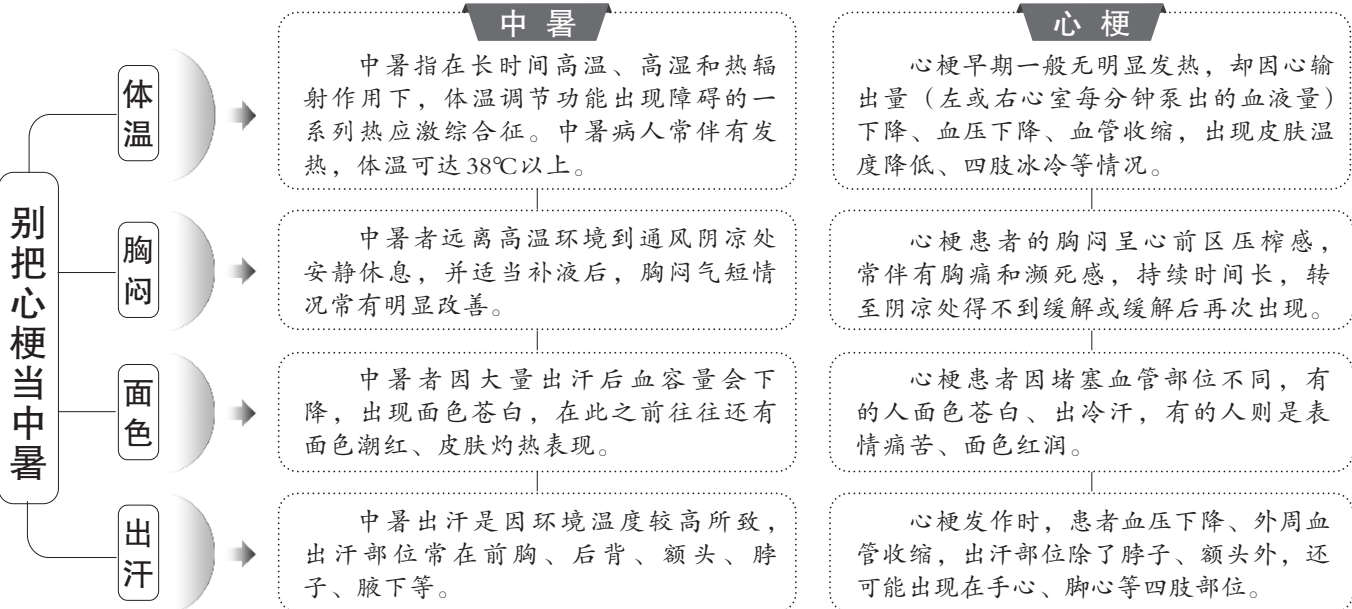 别把心梗当中暑
体温
中暑
中暑指在长时间高温、高湿和热辐
射作用下，体温调节功能出现障碍的一
系列热应激综合征。中暑病人常伴有发
热，体温可达38℃以上。
心梗
心梗早期一般无明显发热，却因心输
出量（左或右心室每分钟泵出的血液量）
下降、血压下降、血管收缩，出现皮肤温
度降低、四肢冰冷等情况。
胸闷
中暑者远离高温环境到通风阴凉处
安静休息，并适当补液后，胸闷气短情
况常有明显改善。
心梗患者的胸闷呈心前区压榨感，
常伴有胸痛和濒死感，持续时间长，转
至阴凉处得不到缓解或缓解后再次出现。
面色
中暑者因大量出汗后血容量会下
降，出现面色苍白，在此之前往往还有
面色潮红、皮肤灼热表现。
心梗患者因堵塞血管部位不同，有
的人面色苍白、出冷汗，有的人则是表
情痛苦、面色红润。
出汗
中暑出汗是因环境温度较高所致，
出汗部位常在前胸、后背、额头、脖
子、腋下等。
心梗发作时，患者血压下降、外周血
管收缩，出汗部位除了脖子、额头外，还
可能出现在手心、脚心等四肢部位。